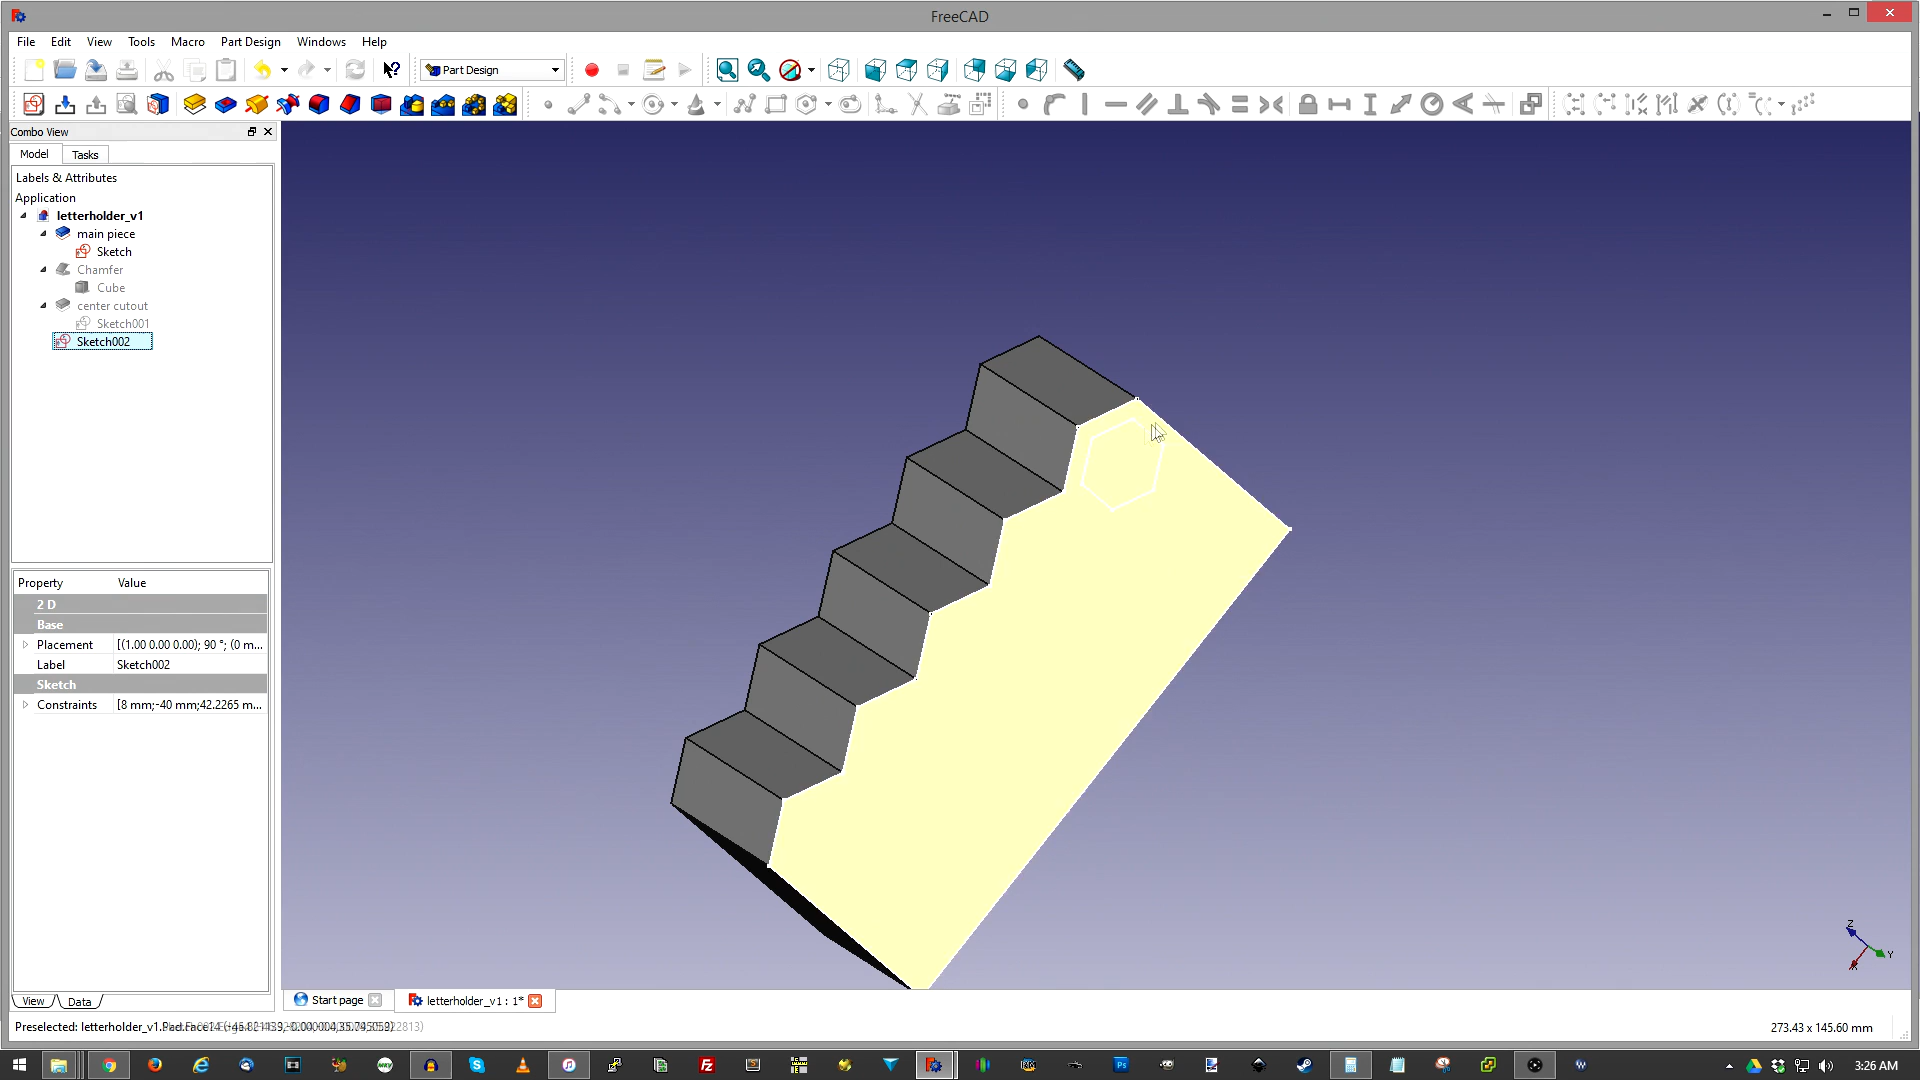 FreeCAD
File Edit View Tools Macro Part Design Windows Help
Part Design
Combo View
Model Tasks
Labels & Attributes
Application
letterholder_v1
main piece
Sketch
Chamfer
Cube
center cutout
Sketch001
Sketch002
Property Value
2 D
Base
Placement [(1.00 0.00 0.00); 90 °; (0 m...
Label Sketch002
Sketch
Constraints [8 mm;-40 mm;42.2265 m...
Z
Y
X
View Data
Start page letterholder_v1 : 1*
Preselected: letterholder_v1.
273.43 x 145.60 mm
3:26 AM